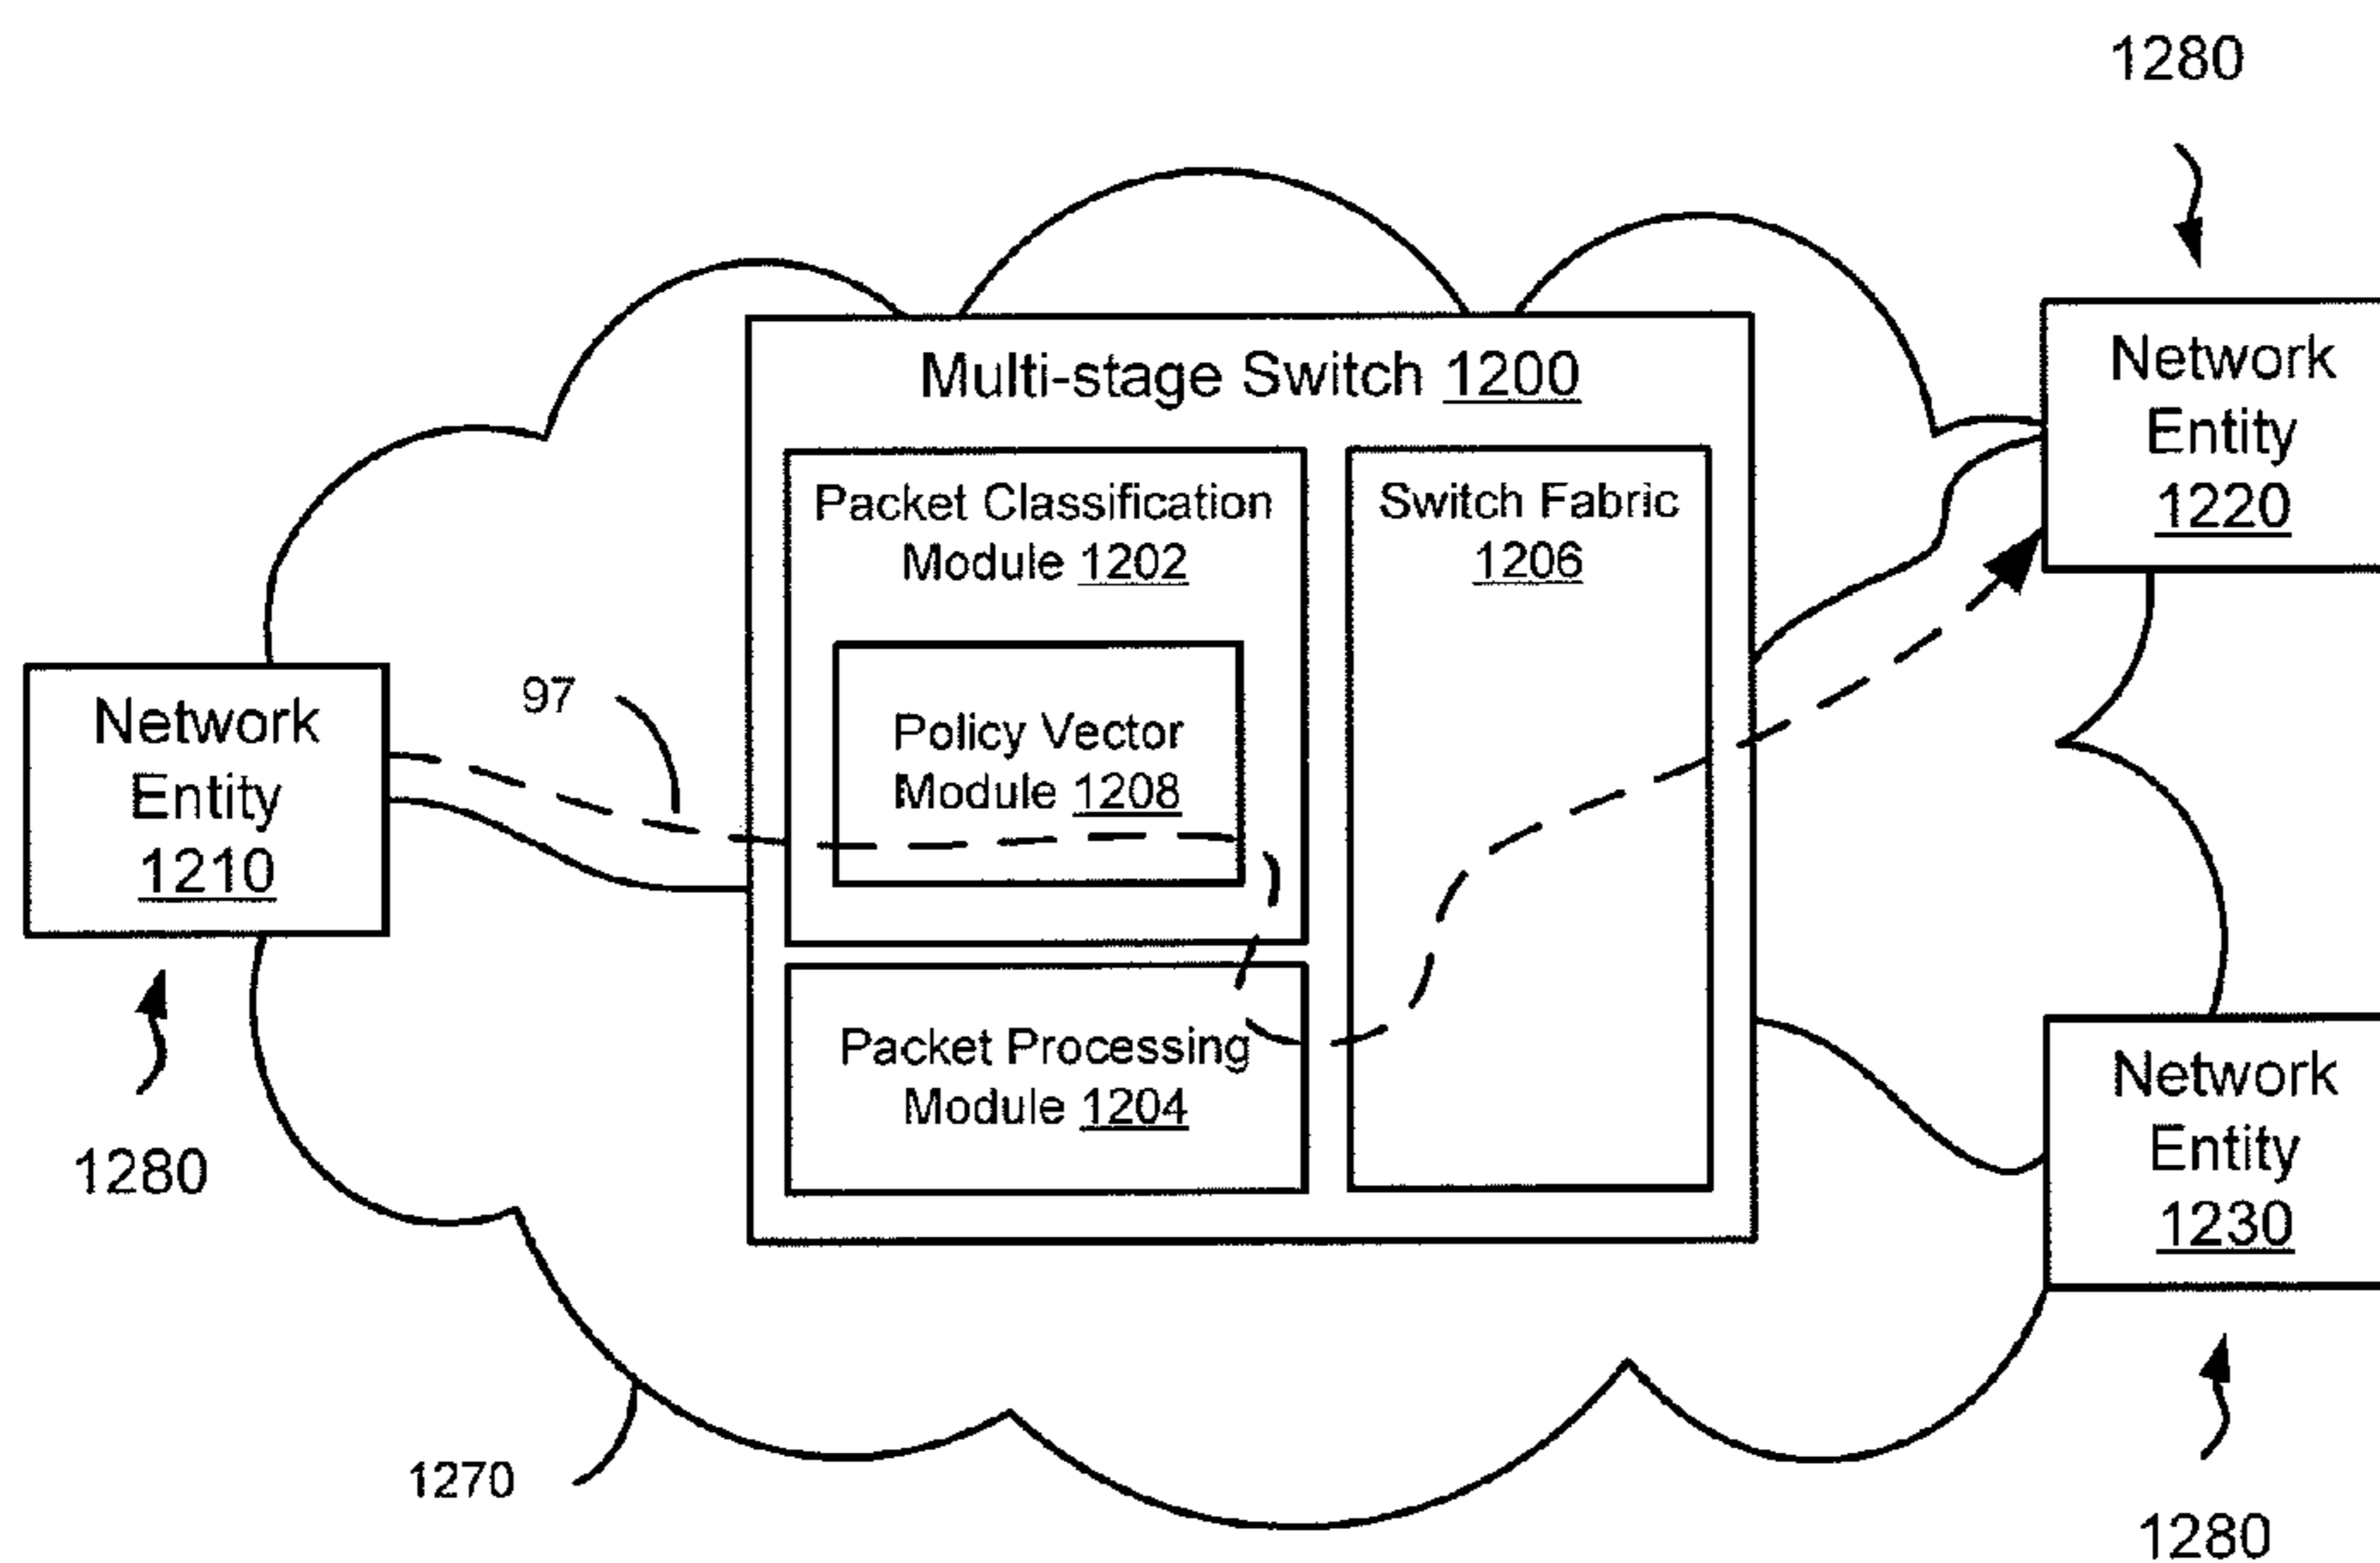 1280
Multi-stage Switch 1200
Network
Entity
1220
Packet Classification
Module 1202
Switch Fabric
1206
Policy Vector
Module 1208
97
Network
Entity
1210
Packet Processing
Module 1204
Network
Entity
1230
1280
1270
1280